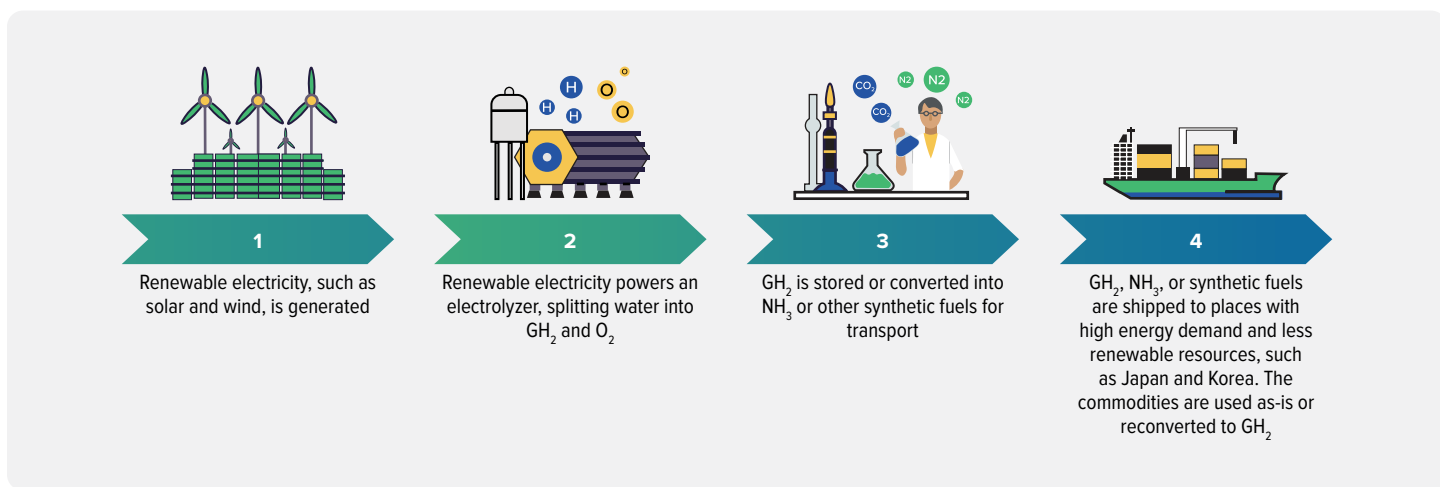 H
H
H
O
O
O
CO₂
CO₂
N2
N2
N2
1
Renewable electricity, such as
solar and wind, is generated
2
Renewable electricity powers an
electrolyzer, splitting water into
GH₂ and O₂
3
GH₂ is stored or converted into
NH₃ or other synthetic fuels for
transport
4
GH₂, NH₃, or synthetic fuels
are shipped to places with
high energy demand and less
renewable resources, such
as Japan and Korea. The
commodities are used as-is or
reconverted to GH₂